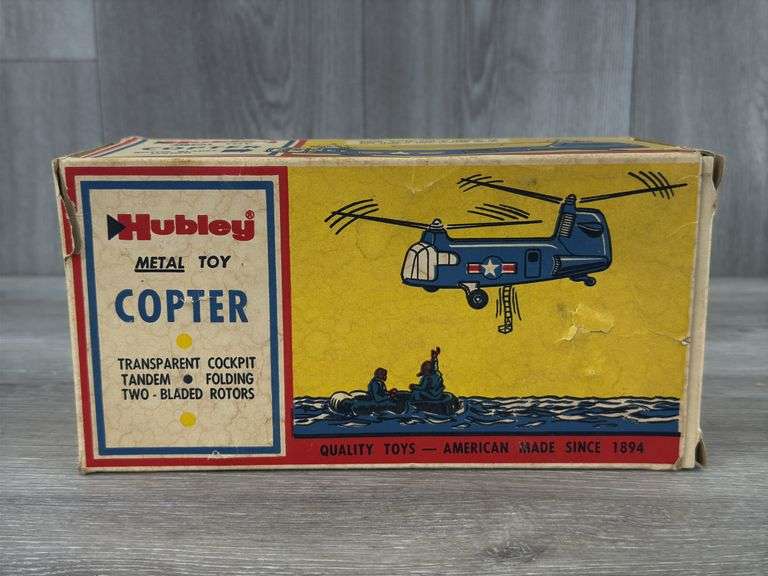 Hubley®
METAL TOY
COPTER
TRANSPARENT COCKPIT
TANDEM • FOLDING
TWO-BLADED ROTORS
QUALITY TOYS — AMERICAN MADE SINCE 1894